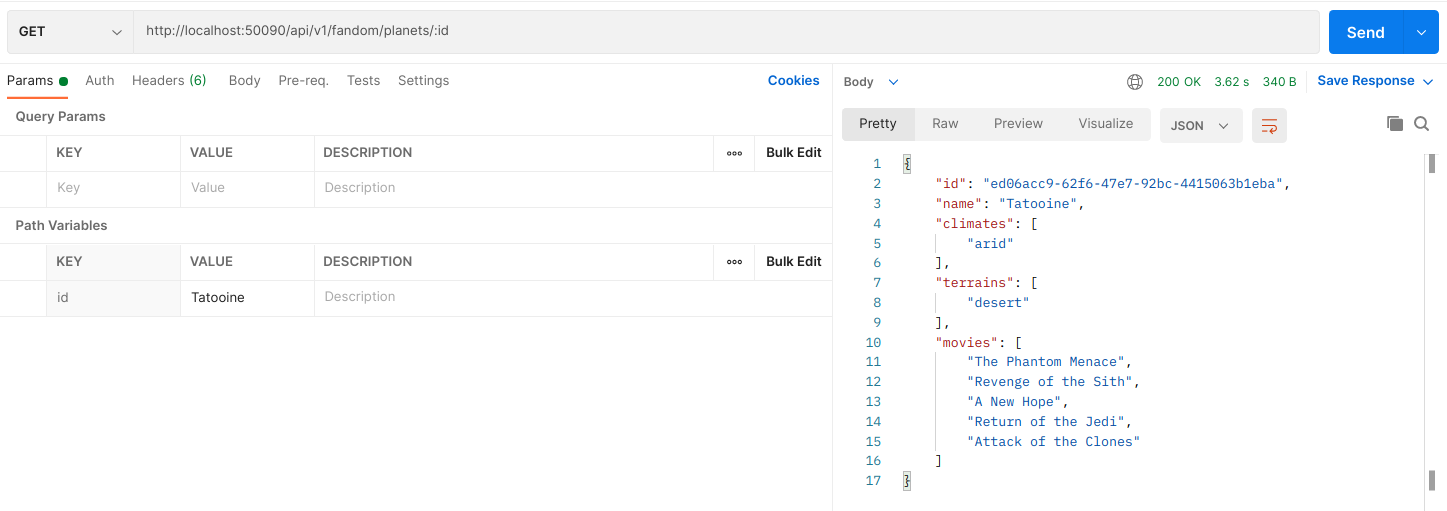 GET http://localhost:50090/api/v1/fandom/planets/:id Send
Params Auth Headers (6) Body Pre-req. Tests Settings Cookies
Query Params
KEY VALUE DESCRIPTION ooo Bulk Edit
Key Value Description
Path Variables
KEY VALUE DESCRIPTION ooo Bulk Edit
id Tatooine Description
Body 200 OK 3.62 s 340 B Save Response
Pretty Raw Preview Visualize JSON
1 {
2 "id": "ed06acc9-62f6-47e7-92bc-4415063b1eba",
3 "name": "Tatooine",
4 "climates": [
5 "arid"
6 ],
7 "terrains": [
8 "desert"
9 ],
10 "movies": [
11 "The Phantom Menace",
12 "Revenge of the Sith",
13 "A New Hope",
14 "Return of the Jedi",
15 "Attack of the Clones"
16 ]
17 }